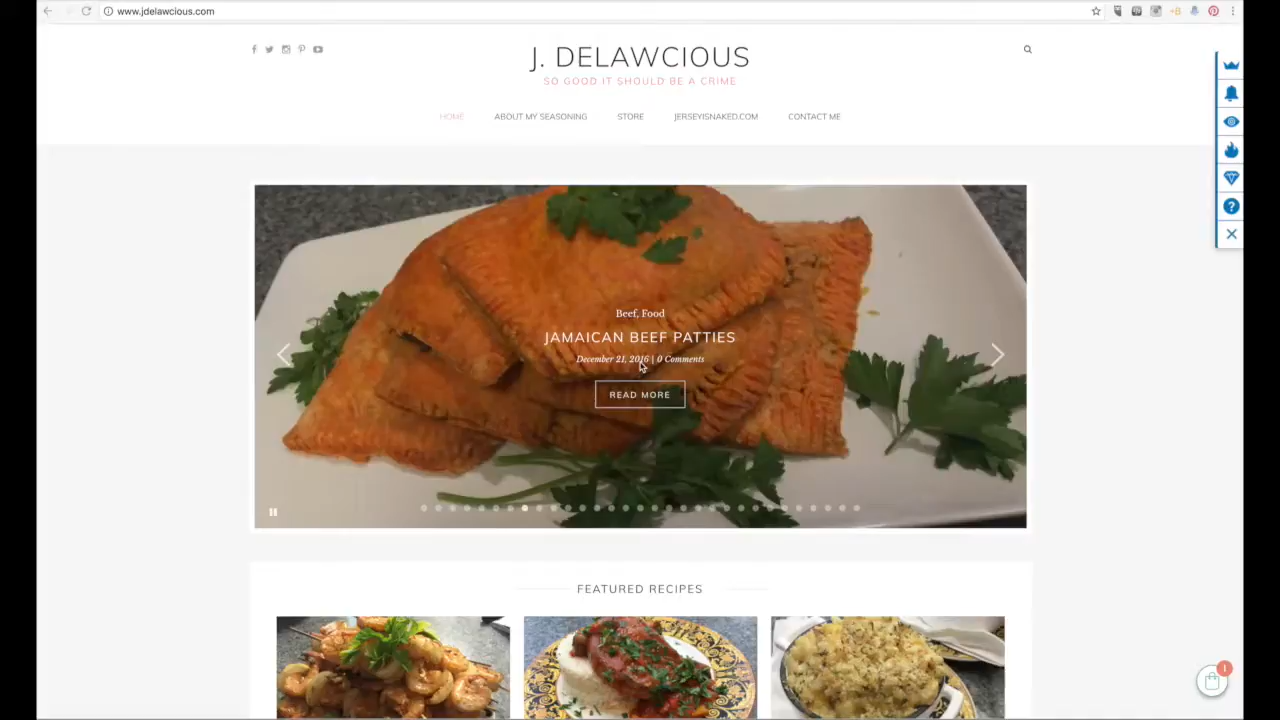 www.jdelawcious.com
J. DELAWCIOUS
SO GOOD IT SHOULD BE A CRIME
HOME ABOUT MY SEASONING STORE JERSEYISNAKED.COM CONTACT ME
Beef, Food
JAMAICAN BEEF PATTIES
December 21, 2016 | 0 Comments
READ MORE
FEATURED RECIPES
1